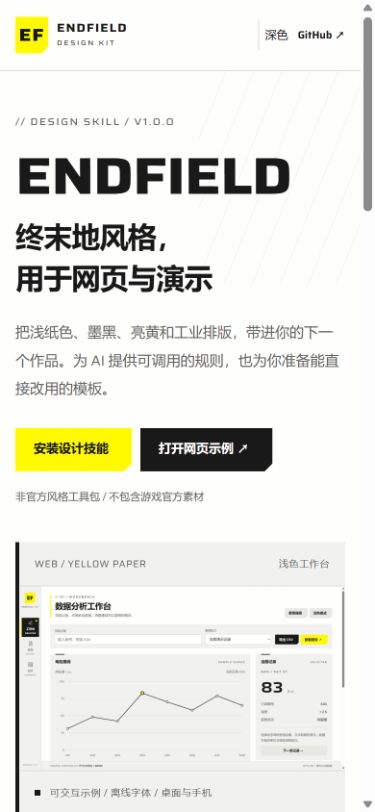 EF
ENDFIELD
DESIGN KIT
深色
GitHub ↗
// DESIGN SKILL / V1.0.0
ENDFIELD
终末地风格，
用于网页与演示
把浅纸色、墨黑、亮黄和工业排版，带进你的下一
个作品。为 AI 提供可调用的规则，也为你准备能直
接改用的模板。
安装设计技能
打开网页示例 ↗
非官方风格工具包 / 不包含游戏官方素材
WEB / YELLOW PAPER
浅色工作台
EF
数据分析工作台
83
可交互示例 / 离线字体 / 桌面与手机